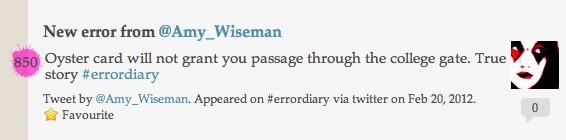 New error from @Amy_Wiseman
850
Oyster card will not grant you passage through the college gate. True
story #errordiary
Tweet by @Amy_Wiseman. Appeared on #errordiary via twitter on Feb 20, 2012.
0
Favourite